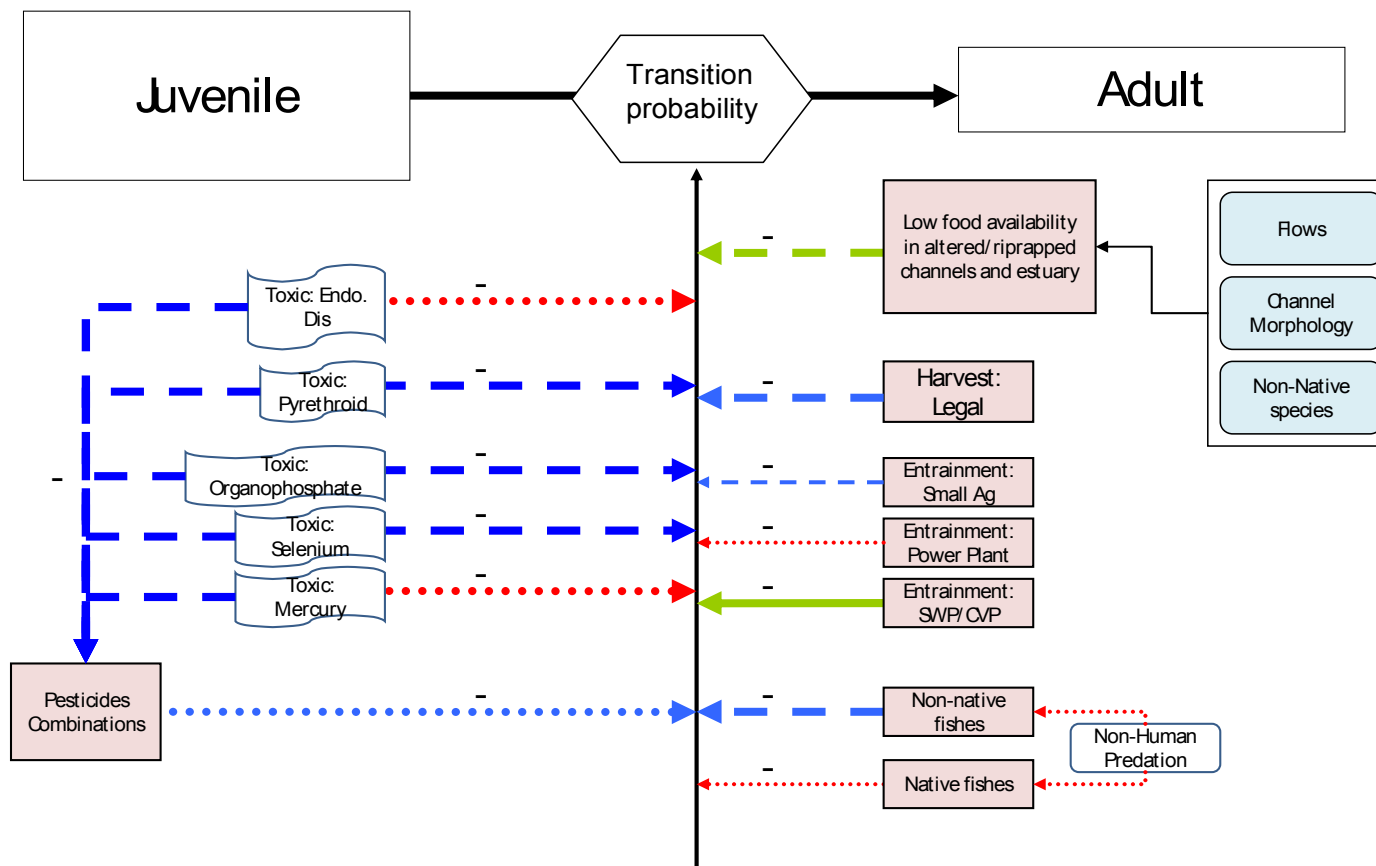 Juvenile
Transition
probability
Adult
Low food availability
in altered/riprapped
channels and estuary
Flows
Channel
Morphology
Non-Native
species
–
–
Toxic: Endo.
Dis
–
Toxic:
Pyrethroid
–
Harvest:
Legal
–
Toxic:
Organophosphate
–
Entrainment:
Small Ag
–
–
Toxic:
Selenium
–
Entrainment:
Power Plant
–
Toxic:
Mercury
–
Entrainment:
SWP/CVP
Pesticides
Combinations
–
–
Non-native
fishes
Non-Human
Predation
–
Native fishes